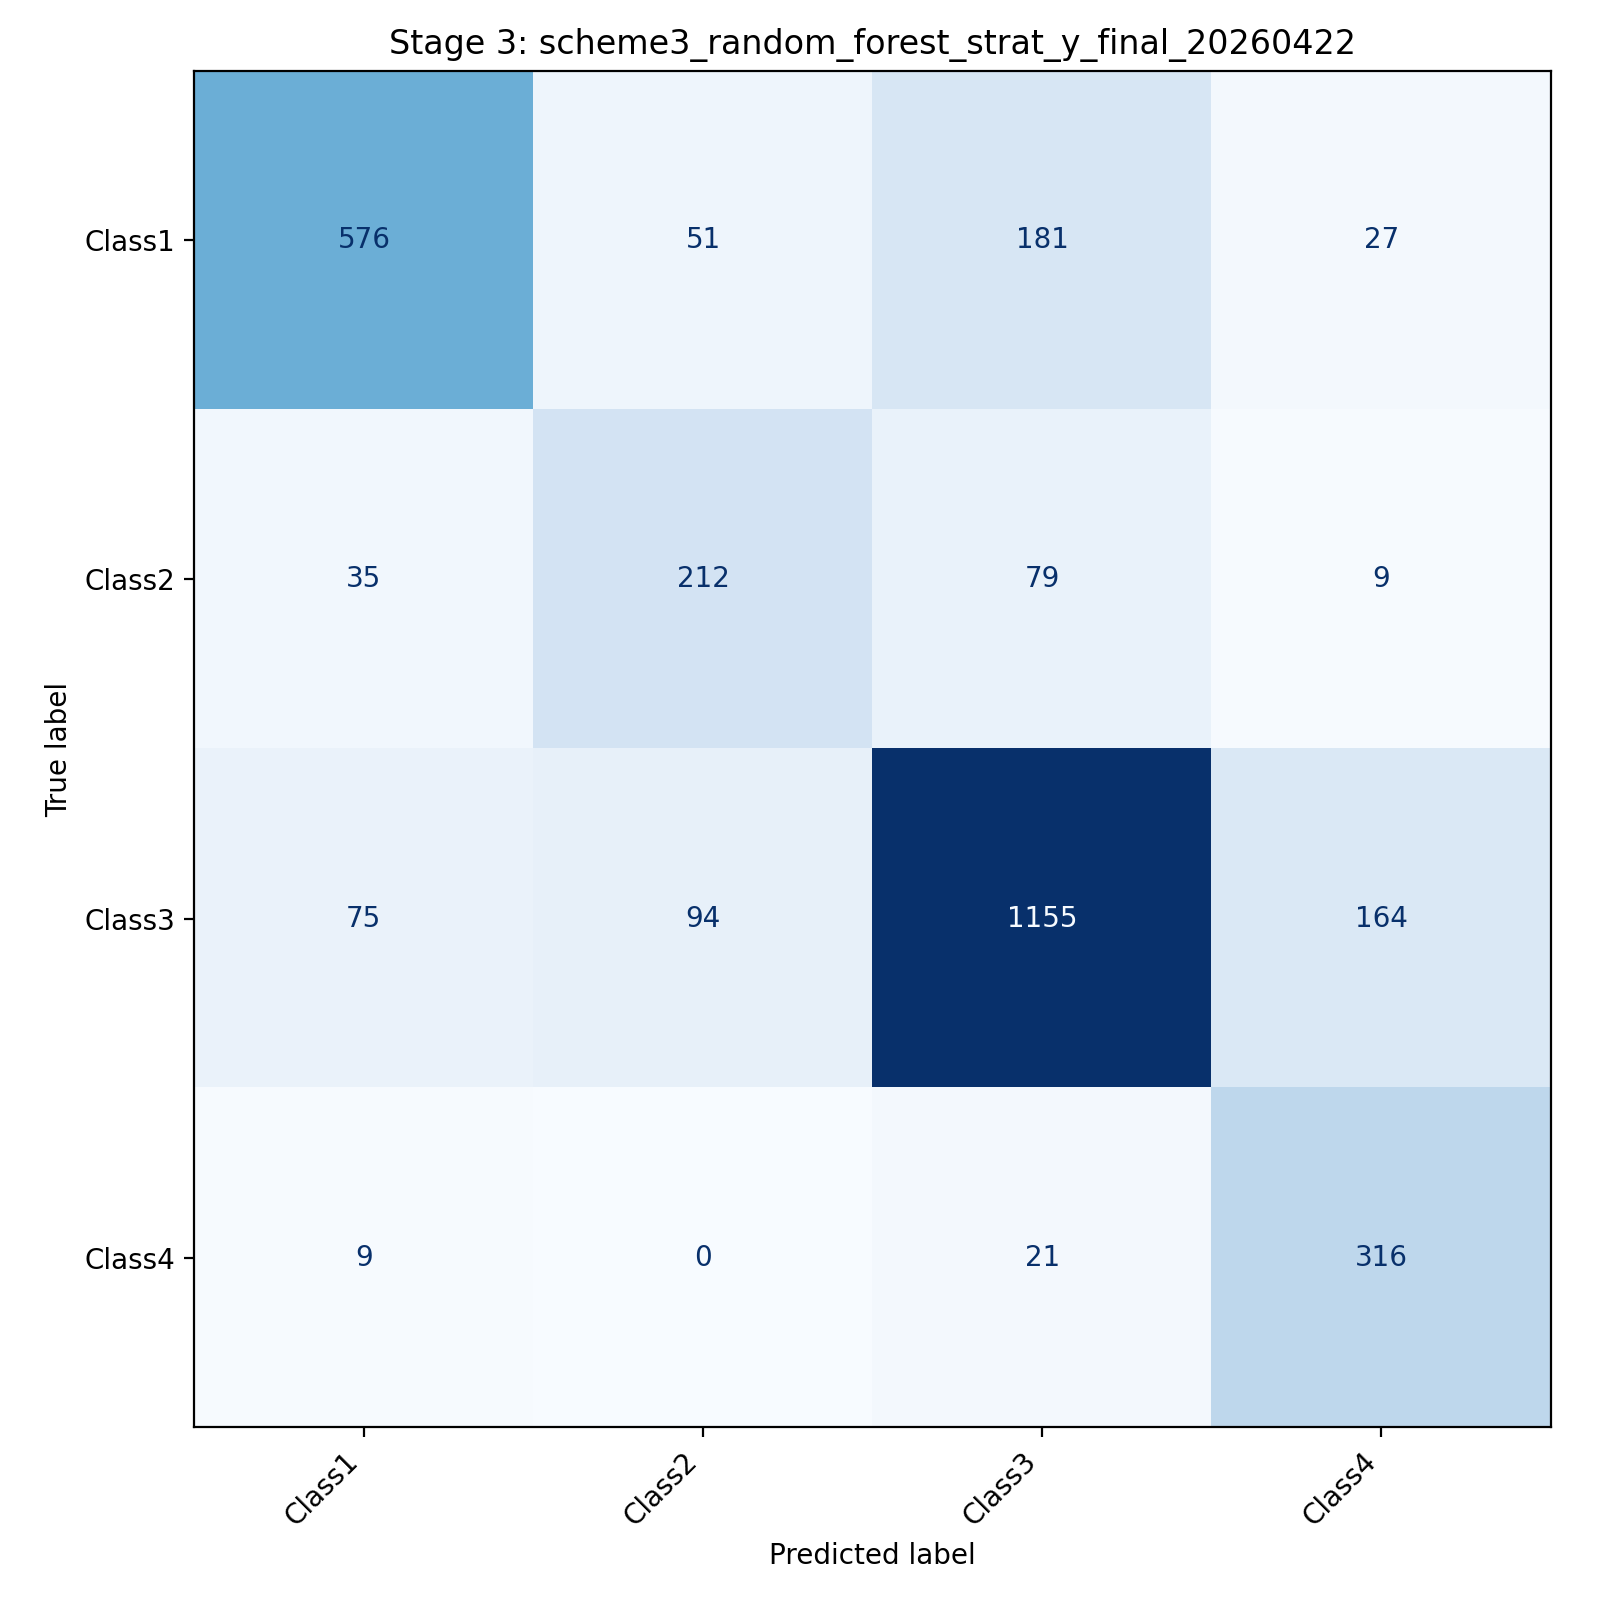 Stage 3: scheme3_random_forest_strat_y_final_20260422
Class1 576 51 181 27
Class2 35 212 79 9
Class3 75 94 1155 164
Class4 9 0 21 316
True label
Class1 Class2 Class3 Class4
Predicted label